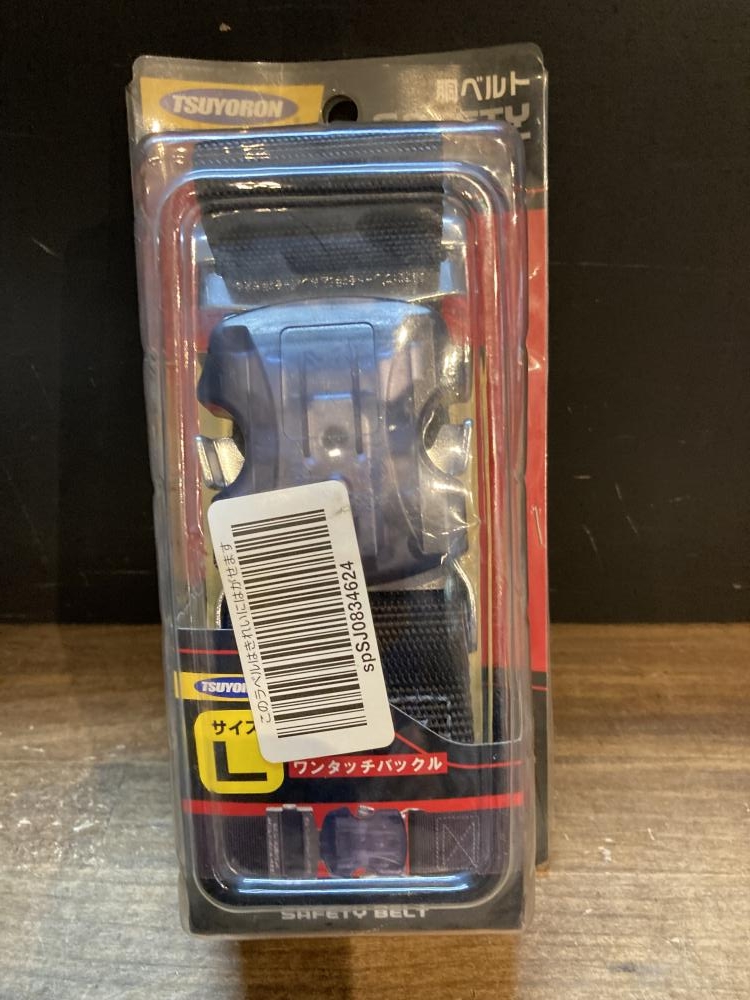 TSUYORON
胴ベルト
SAFETY
このラベルはきれいにはがせます
spSJ0834624
サイズ
L
ワンタッチバックル
SAFETY BELT